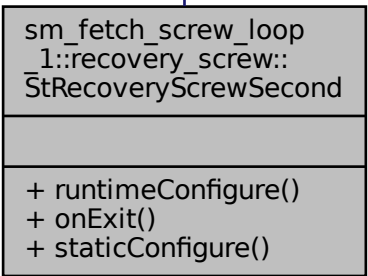 sm_fetch_screw_loop
_1::recovery_screw::
StRecoveryScrewSecond
+ runtimeConfigure()
+ onExit()
+ staticConfigure()